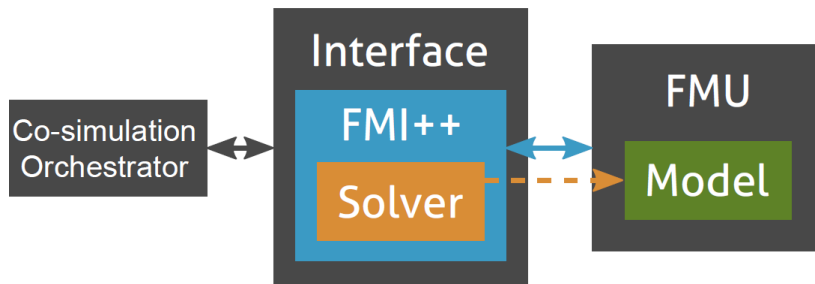 Co-simulation
Orchestrator
Interface
FMI++
Solver
FMU
Model